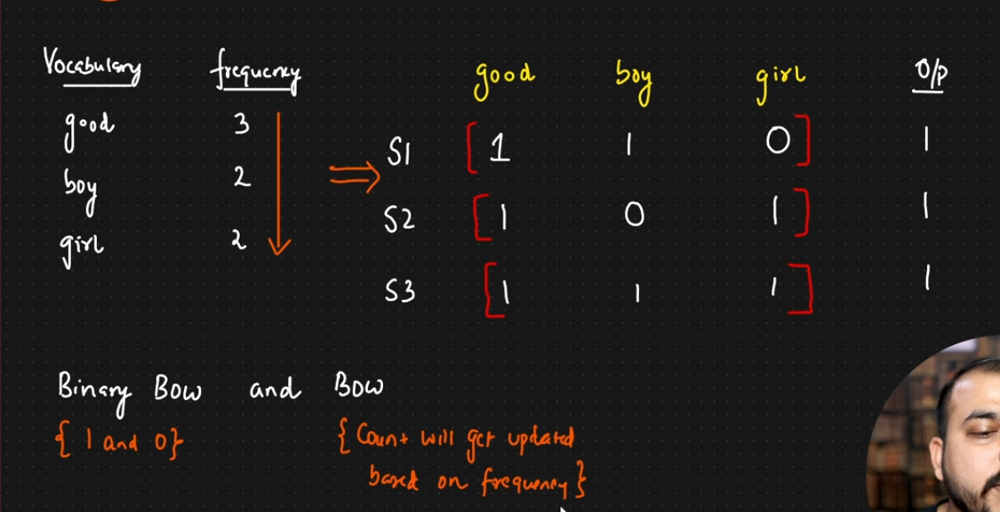 Vocabulary frequency good boy girl O/P
good 3
boy 2
girl 2
S1 [1 1 0] 1
S2 [1 0 1] 1
S3 [1 1 1] 1
Binary BOW and BOW
{1 and 0} {Count will get updated
based on frequency}